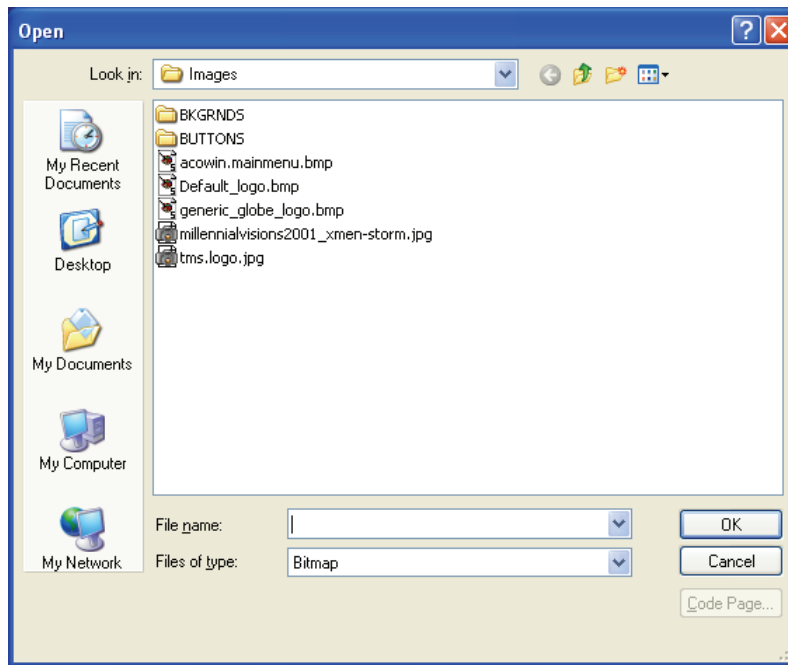 Open
Look in:
Images
BKGRNDS
BUTTONS
acowin.mainmenu.bmp
Default_logo.bmp
generic_globe_logo.bmp
millennialvisions2001_xmen-storm.jpg
tms.logo.jpg
My Recent
Documents
Desktop
My Documents
My Computer
My Network
File name:
OK
Files of type:
Bitmap
Cancel
Code Page...